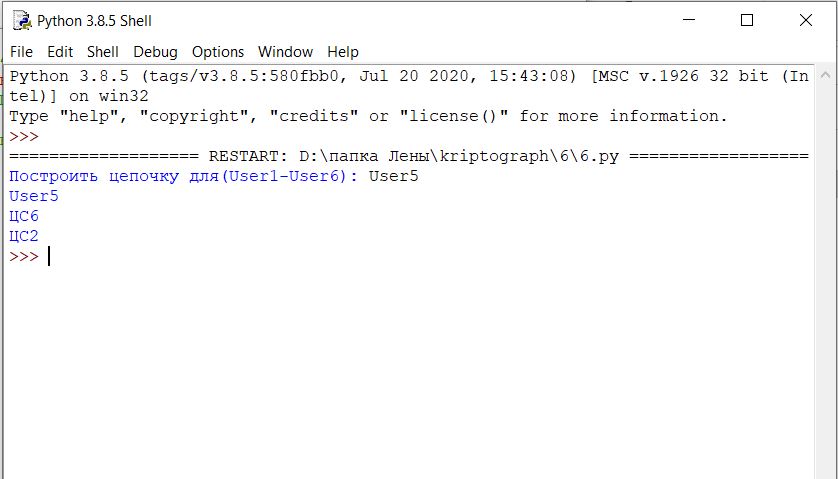 Python 3.8.5 Shell
File Edit Shell Debug Options Window Help
Python 3.8.5 (tags/v3.8.5:580fbb0, Jul 20 2020, 15:43:08) [MSC v.1926 32 bit (In
tel)] on win32
Type "help", "copyright", "credits" or "license()" for more information.
>>>
=================== RESTART: D:\папка Лены\kriptograph\6\6.py ==================
Построить цепочку для(User1-User6): User5
User5
ЦС6
ЦС2
>>>